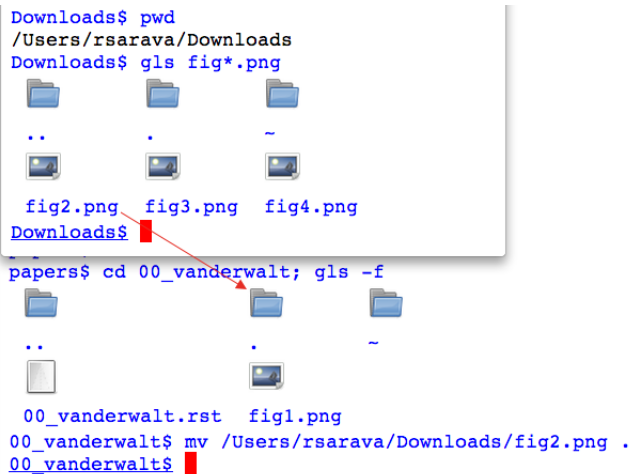 Downloads$ pwd
/Users/rsarava/Downloads
Downloads$ gls fig*.png
.. . ~
fig2.png fig3.png fig4.png
Downloads$
papers$ cd 00_vanderwalt; gls -f
.. . ~
00_vanderwalt.rst fig1.png
00_vanderwalt$ mv /Users/rsarava/Downloads/fig2.png .
00_vanderwalt$